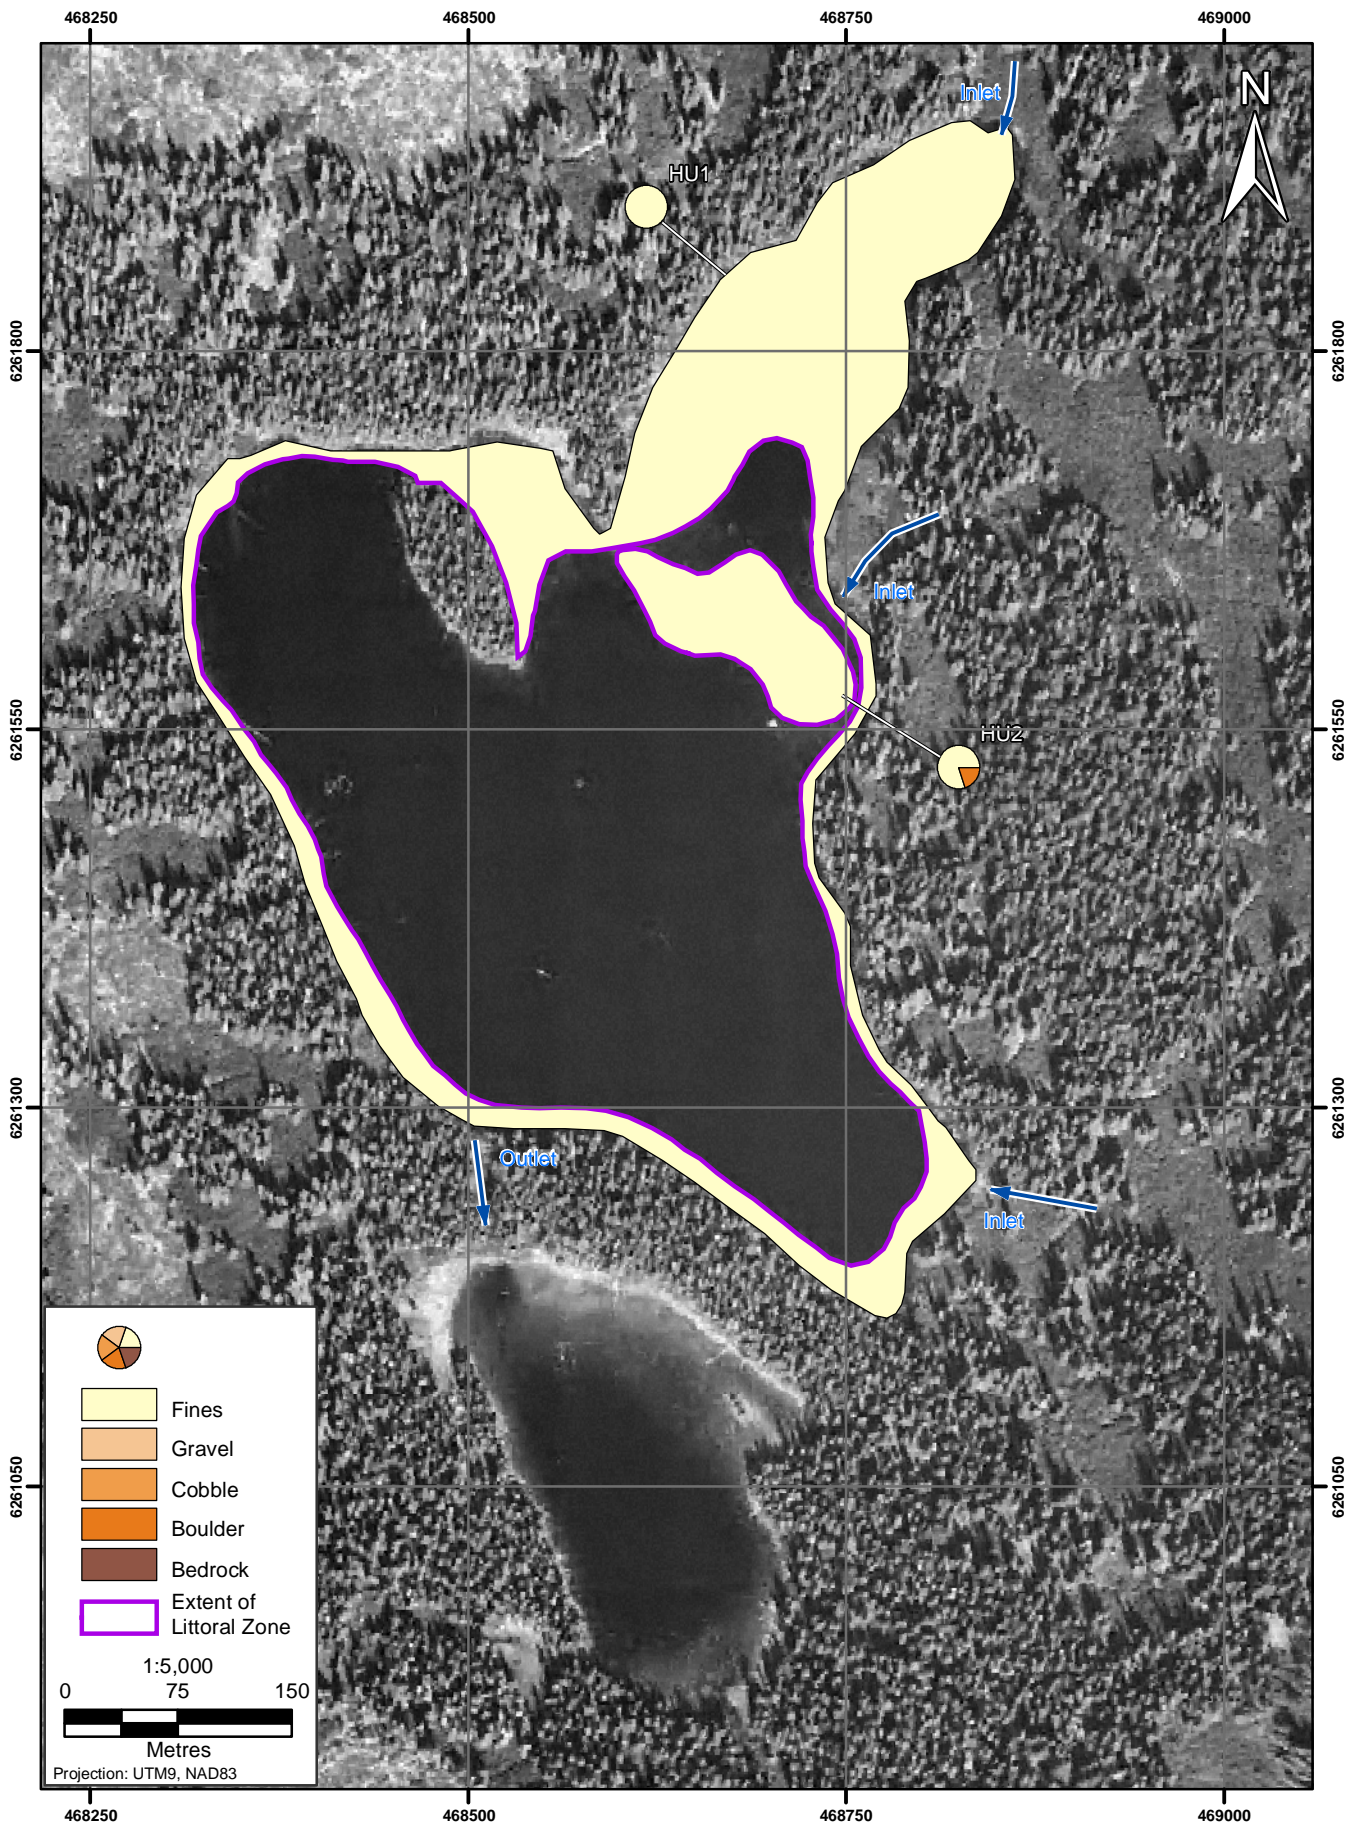 468250 468500 468750 469000
Inlet
N
HU1
6261800 6261800
Inlet
6261550 6261550
HU2
6261300 6261300
Outlet
Inlet
Fines
Gravel
Cobble
Boulder
Bedrock
Extent of
Littoral Zone
6261050 6261050
1:5,000
0 75 150
Metres
Projection: UTM9, NAD83
468250 468500 468750 469000